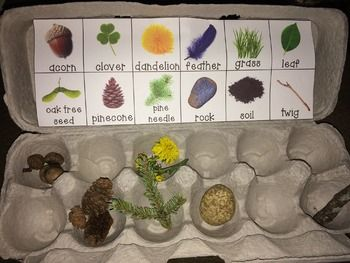 acorn clover dandelion feather grass leaf
oak tree seed pinecone pine needle rock soil twig